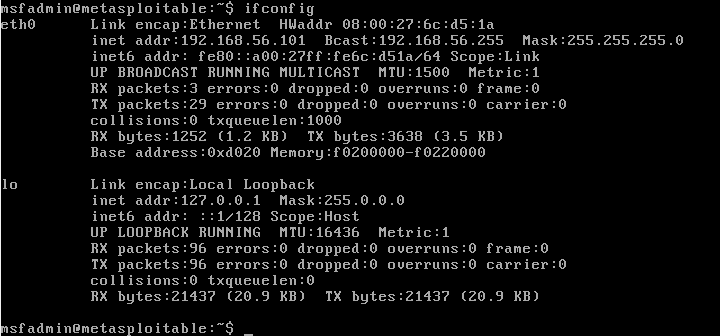 msfadmin@metasploitable:~$ ifconfig
eth0      Link encap:Ethernet  HWaddr 08:00:27:6c:d5:1a
          inet addr:192.168.56.101  Bcast:192.168.56.255  Mask:255.255.255.0
          inet6 addr: fe80::a00:27ff:fe6c:d51a/64 Scope:Link
          UP BROADCAST RUNNING MULTICAST  MTU:1500  Metric:1
          RX packets:3 errors:0 dropped:0 overruns:0 frame:0
          TX packets:29 errors:0 dropped:0 overruns:0 carrier:0
          collisions:0 txqueuelen:1000
          RX bytes:1252 (1.2 KB)  TX bytes:3638 (3.5 KB)
          Base address:0xd020 Memory:f0200000-f0220000
lo        Link encap:Local Loopback
          inet addr:127.0.0.1  Mask:255.0.0.0
          inet6 addr: ::1/128 Scope:Host
          UP LOOPBACK RUNNING  MTU:16436  Metric:1
          RX packets:96 errors:0 dropped:0 overruns:0 frame:0
          TX packets:96 errors:0 dropped:0 overruns:0 carrier:0
          collisions:0 txqueuelen:0
          RX bytes:21437 (20.9 KB)  TX bytes:21437 (20.9 KB)
msfadmin@metasploitable:~$ _